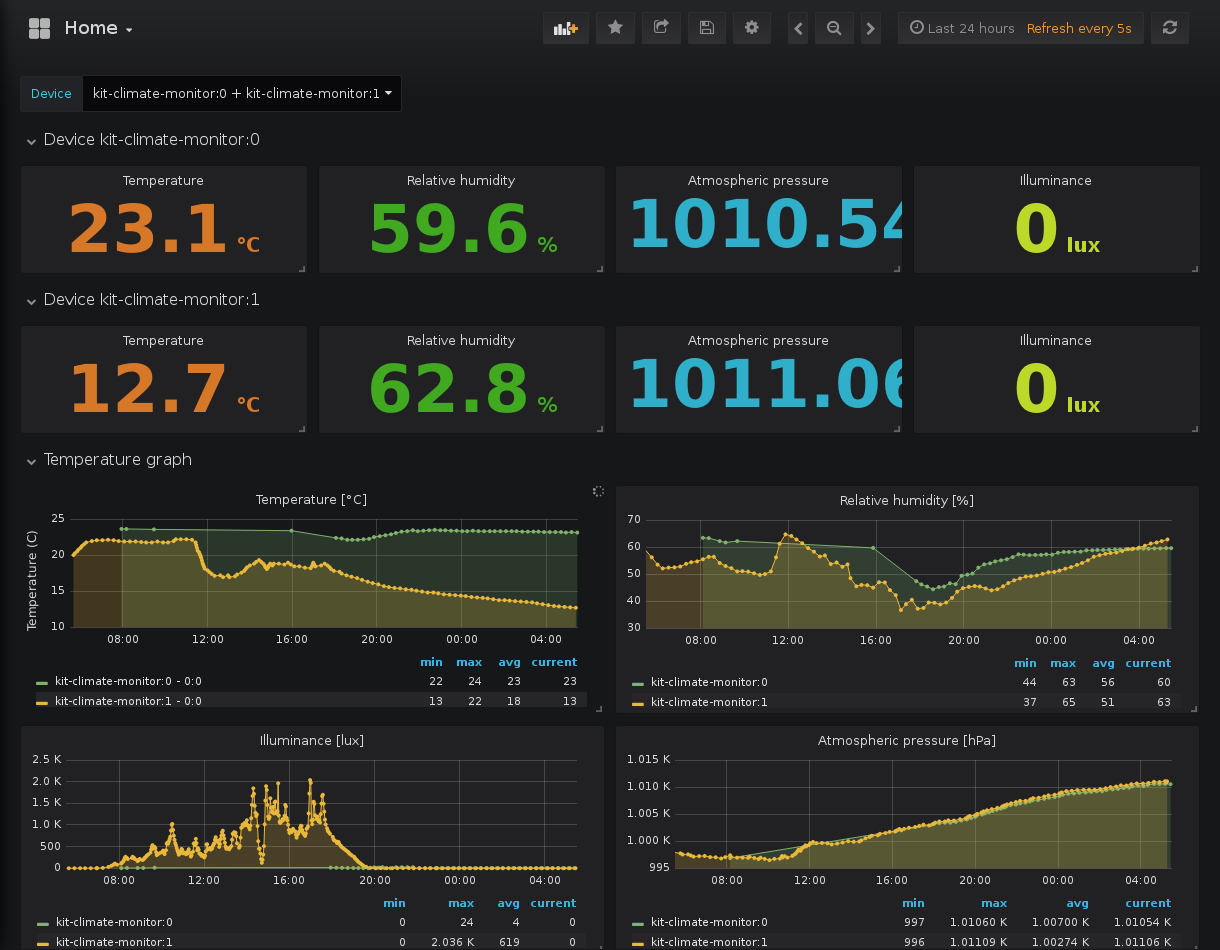 Home
Last 24 hours Refresh every 5s
Device kit-climate-monitor:0 + kit-climate-monitor:1
Device kit-climate-monitor:0
Temperature Relative humidity Atmospheric pressure Illuminance
23.1 °C 59.6 % 1010.54 0 lux
Device kit-climate-monitor:1
Temperature Relative humidity Atmospheric pressure Illuminance
12.7 °C 62.8 % 1011.06 0 lux
Temperature graph
Temperature [°C]
Temperature (C)
25
20
15
10
08:00 12:00 16:00 20:00 00:00 04:00
min max avg current
kit-climate-monitor:0 - 0:0 22 24 23 23
kit-climate-monitor:1 - 0:0 13 22 18 13
Relative humidity [%]
70
60
50
40
30
08:00 12:00 16:00 20:00 00:00 04:00
min max avg current
kit-climate-monitor:0 44 63 56 60
kit-climate-monitor:1 37 65 51 63
Illuminance [lux]
2.5 K
2.0 K
1.5 K
1.0 K
500
0
08:00 12:00 16:00 20:00 00:00 04:00
min max avg current
kit-climate-monitor:0 0 24 4 0
kit-climate-monitor:1 0 2.036 K 619 0
Atmospheric pressure [hPa]
1.015 K
1.010 K
1.005 K
1.000 K
995
08:00 12:00 16:00 20:00 00:00 04:00
min max avg current
kit-climate-monitor:0 997 1.01060 K 1.00700 K 1.01054 K
kit-climate-monitor:1 996 1.01109 K 1.00274 K 1.01106 K